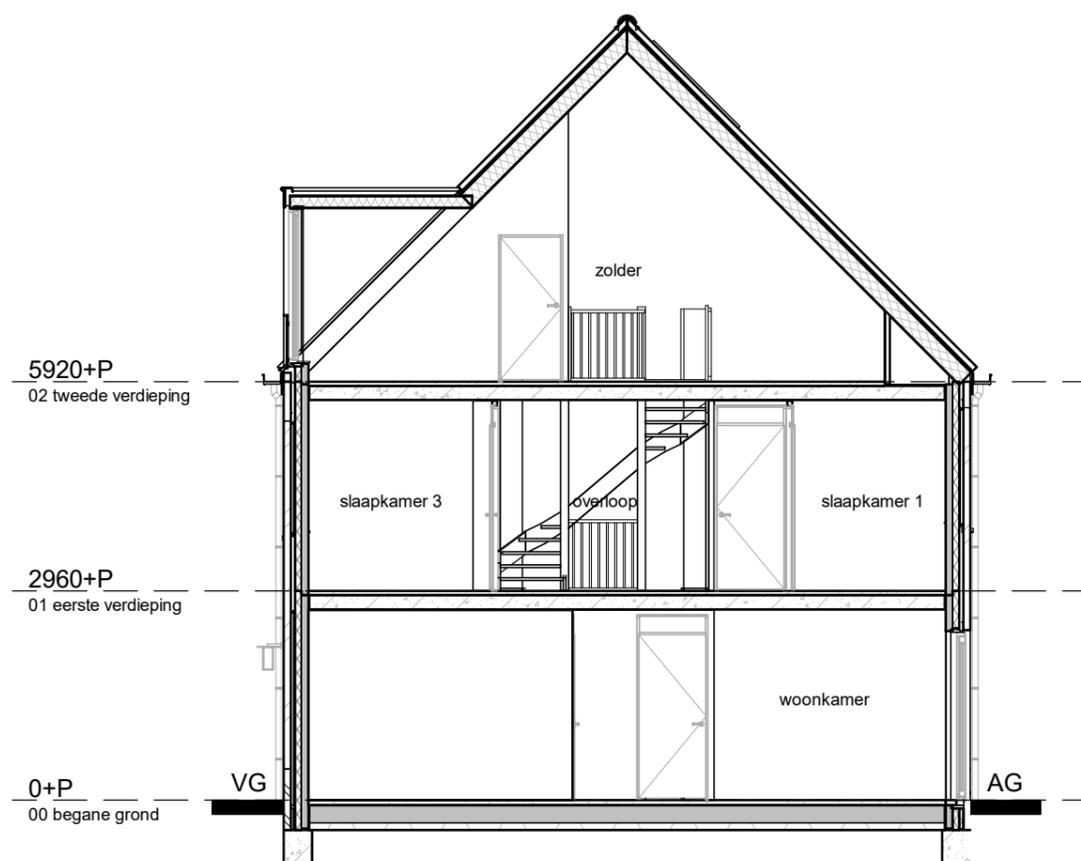 zolder
5920+P
02 tweede verdieping
slaapkamer 3
overloop
slaapkamer 1
2960+P
01 eerste verdieping
woonkamer
0+P
VG
AG
00 begane grond